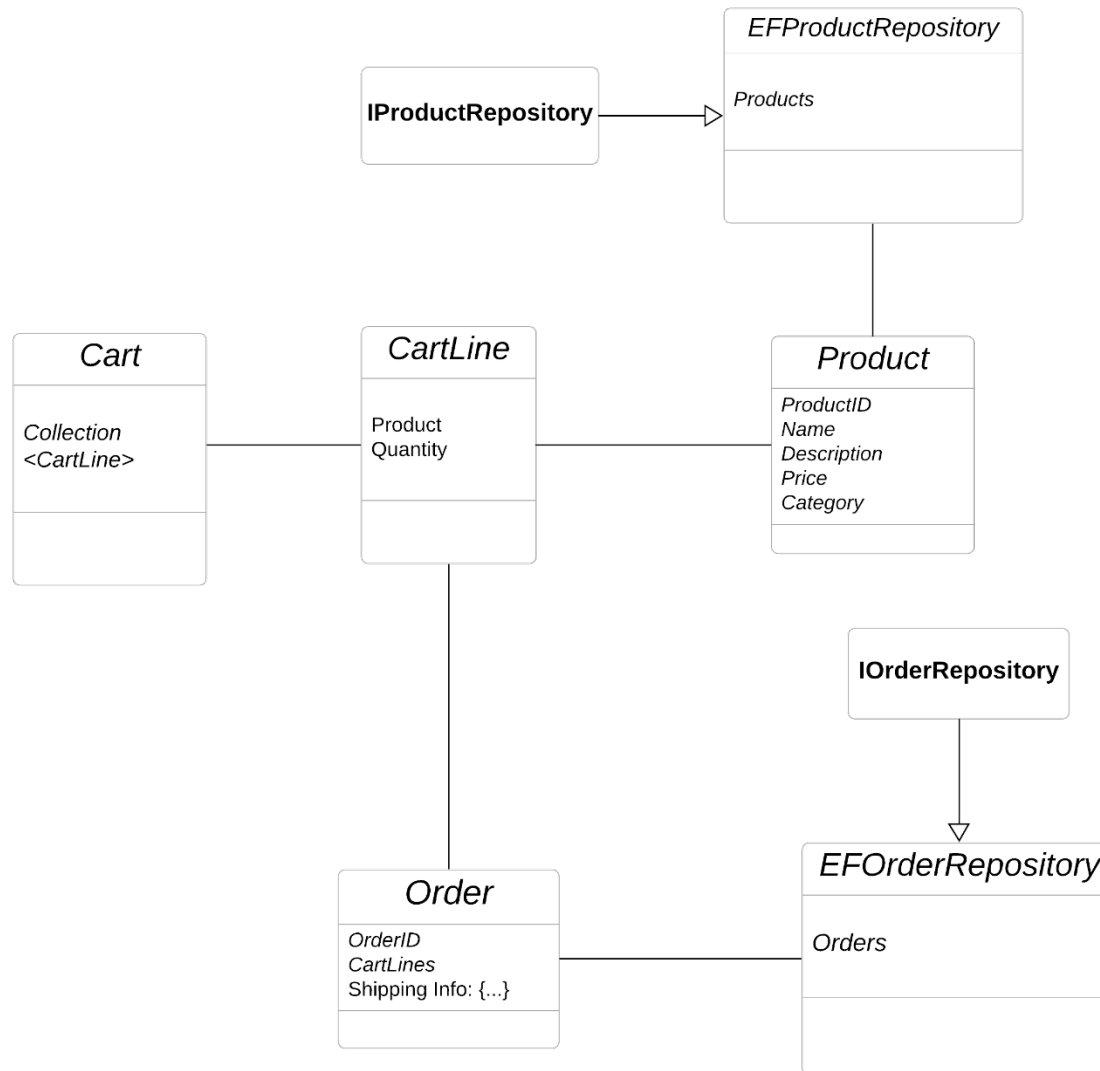 EFProductRepository
Products
IProductRepository
Cart
Collection
<CartLine>
CartLine
Product
Quantity
Product
ProductID
Name
Description
Price
Category
IOrderRepository
Order
OrderID
CartLines
Shipping Info: {...}
EFOrderRepository
Orders